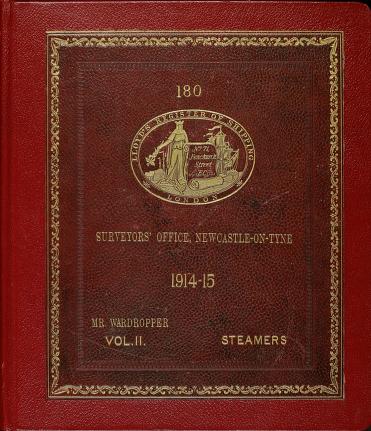 180
LLOYD'S REGISTER OF SHIPPING
No 71
Fenchurch
Street
E.C.
LONDON
SURVEYORS' OFFICE, NEWCASTLE-ON-TYNE
1914-15
MR. WARDROPPER
VOL.II. STEAMERS